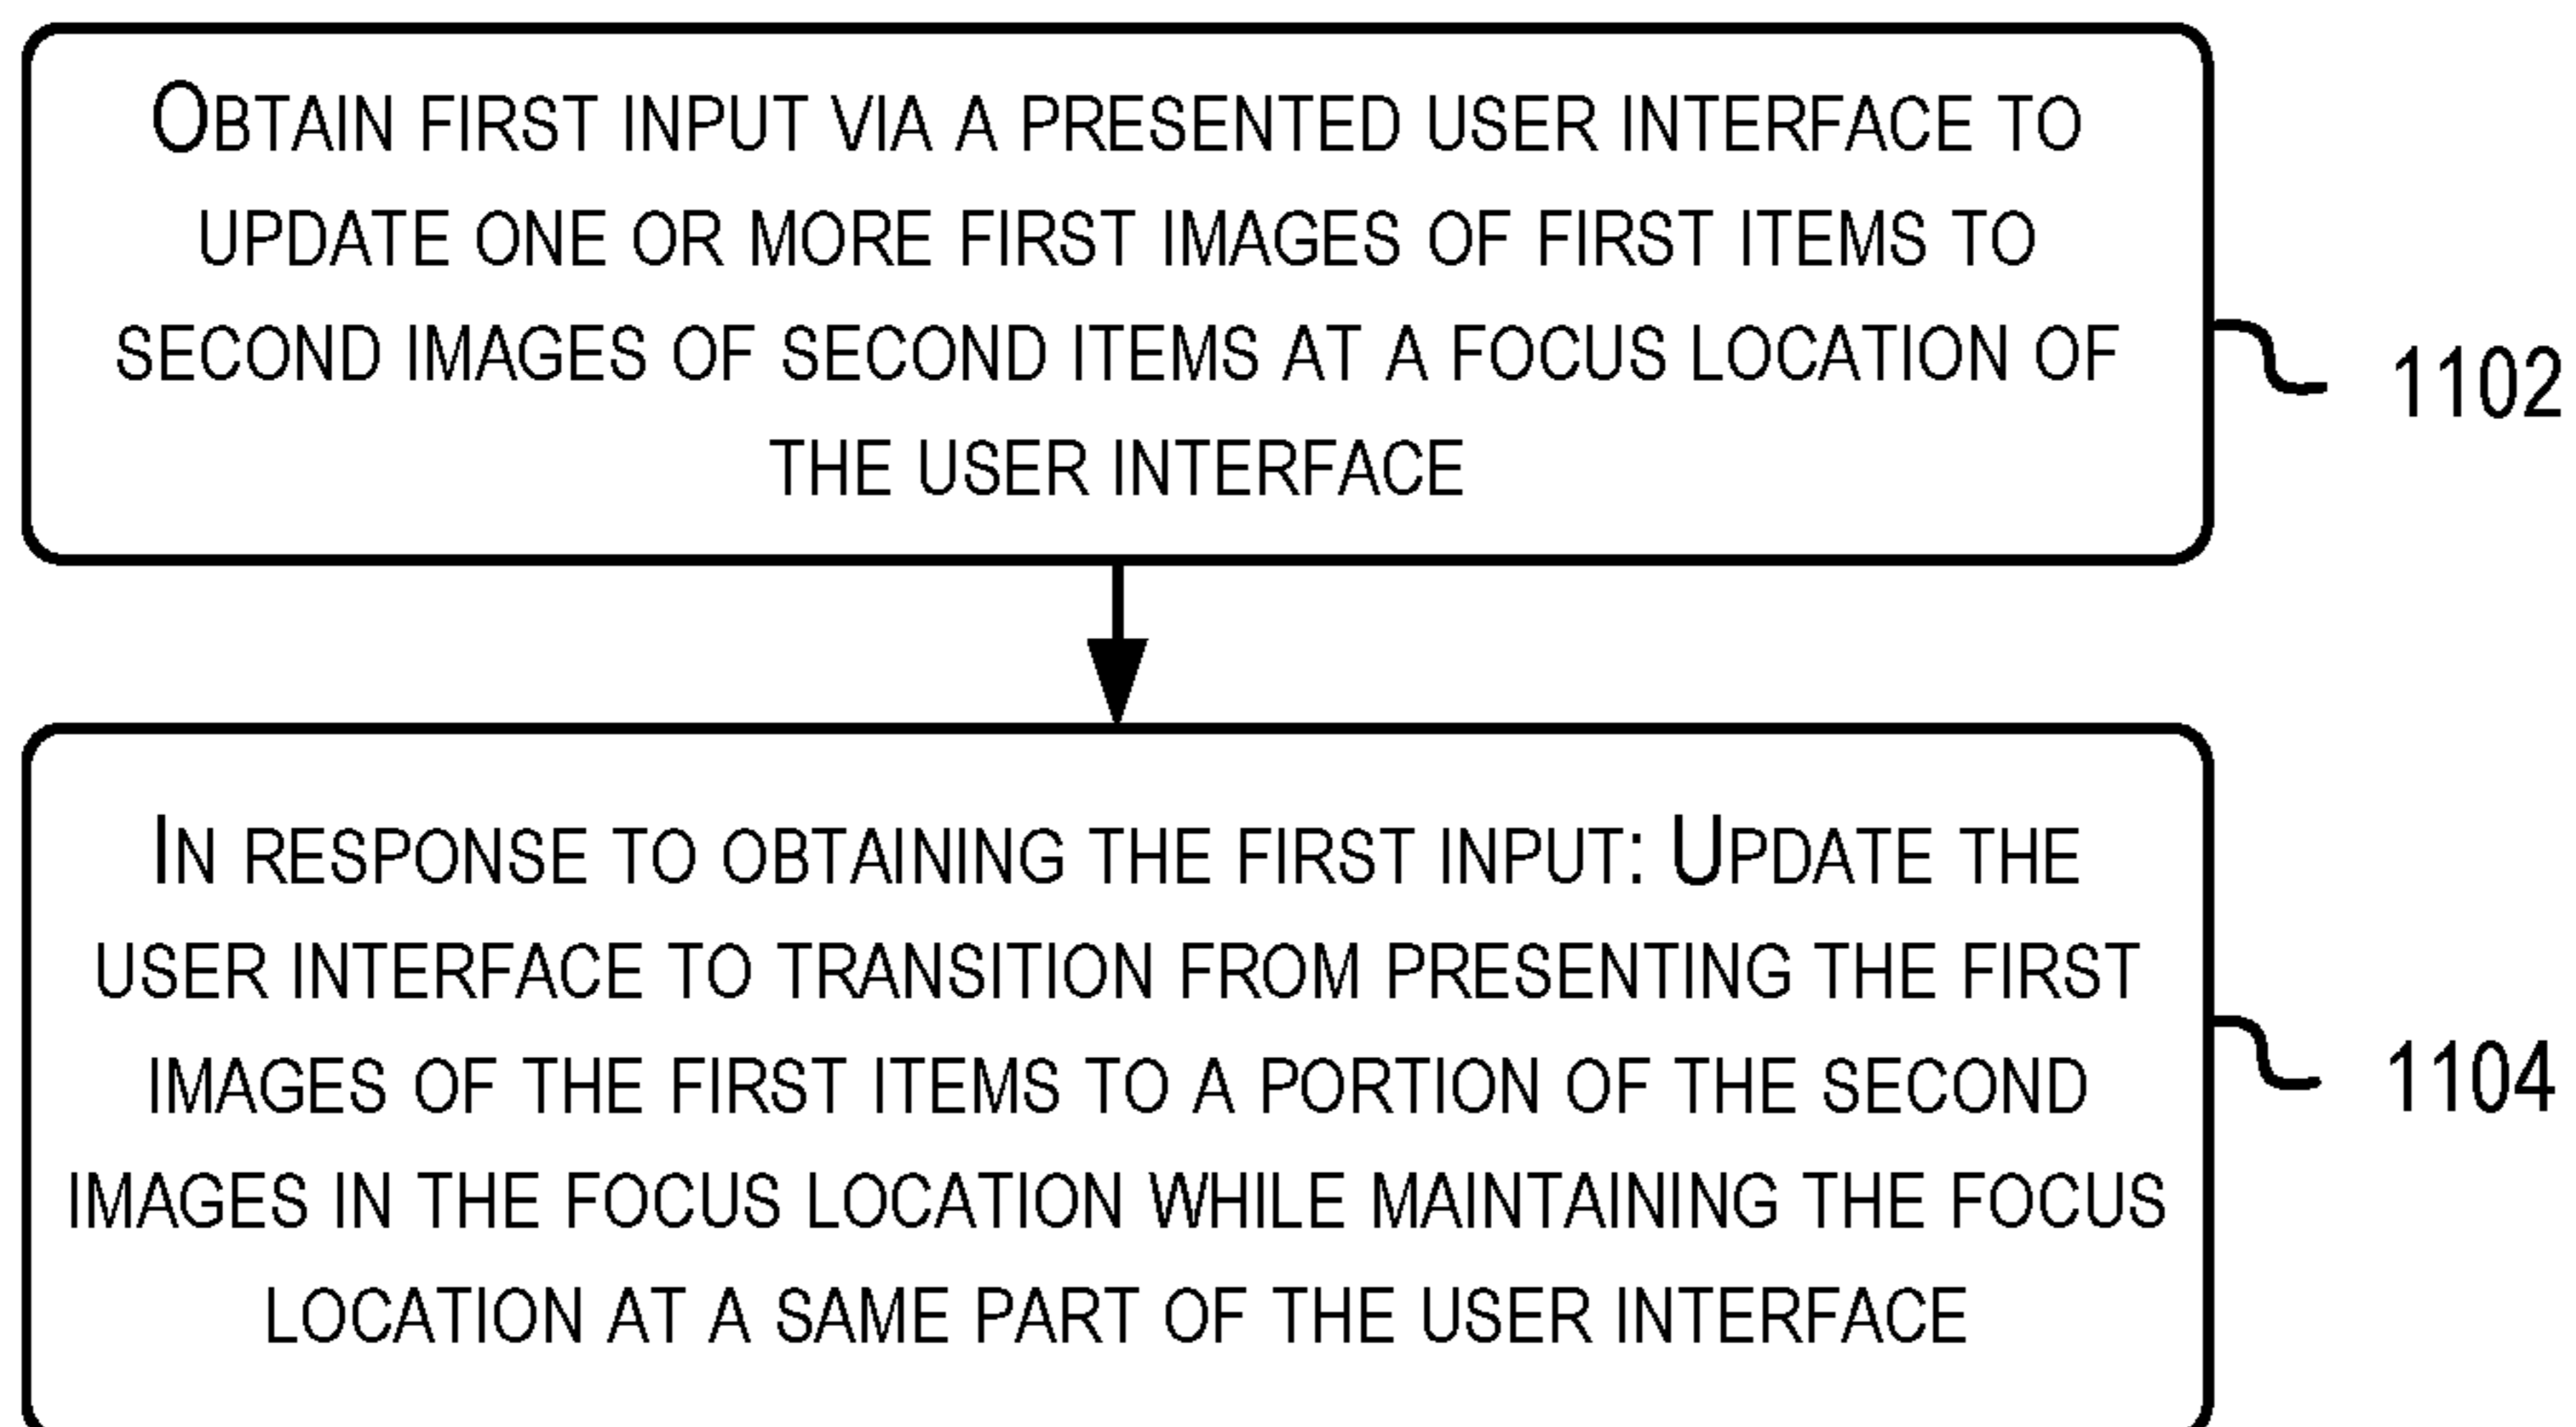 OBTAIN FIRST INPUT VIA A PRESENTED USER INTERFACE TO
UPDATE ONE OR MORE FIRST IMAGES OF FIRST ITEMS TO
SECOND IMAGES OF SECOND ITEMS AT A FOCUS LOCATION OF
THE USER INTERFACE
1102
IN RESPONSE TO OBTAINING THE FIRST INPUT: UPDATE THE
USER INTERFACE TO TRANSITION FROM PRESENTING THE FIRST
IMAGES OF THE FIRST ITEMS TO A PORTION OF THE SECOND
IMAGES IN THE FOCUS LOCATION WHILE MAINTAINING THE FOCUS
LOCATION AT A SAME PART OF THE USER INTERFACE
1104